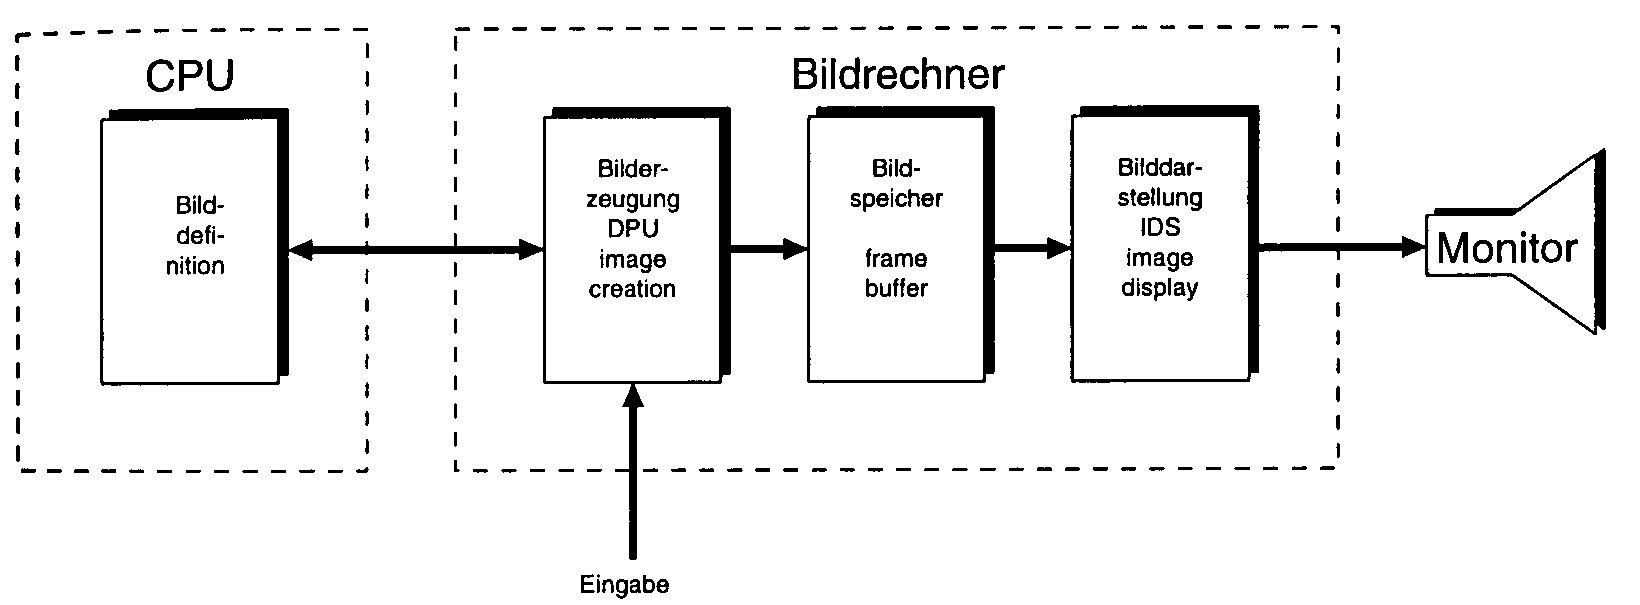 CPU
Bild-
defi-
nition
Bildrechner
Bilder-
zeugung
DPU
image
creation
Bild-
speicher
frame
buffer
Bilddar-
stellung
IDS
image
display
Monitor
Eingabe